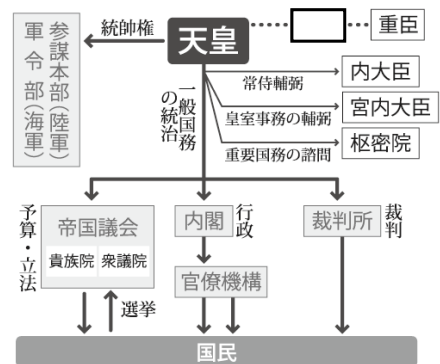 統帥権
天皇
重臣
参謀本部(陸軍)
軍令部(海軍)
常侍輔弼
内大臣
皇室事務の輔弼
宮内大臣
重要国務の諮問
枢密院
一般国務
の統治
予算・立法
帝国議会
貴族院
衆議院
内閣
行政
裁判所
裁判
官僚機構
選挙
国民